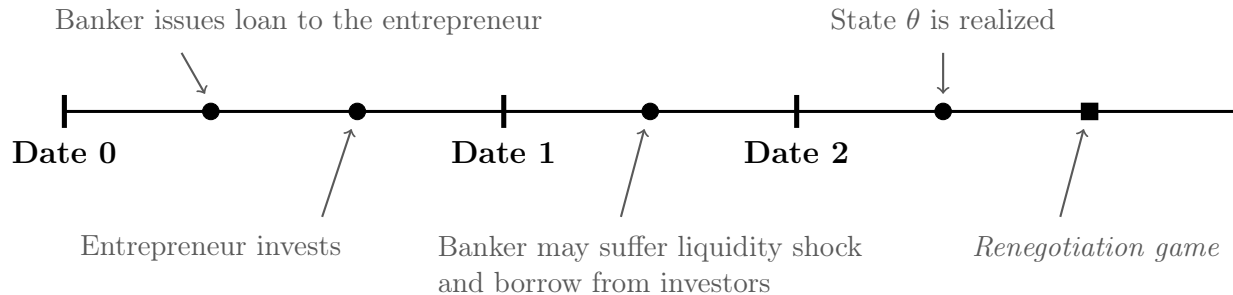 Banker issues loan to the entrepreneur
State θ is realized
Date 0
Date 1
Date 2
Entrepreneur invests
Banker may suffer liquidity shock
and borrow from investors
Renegotiation game